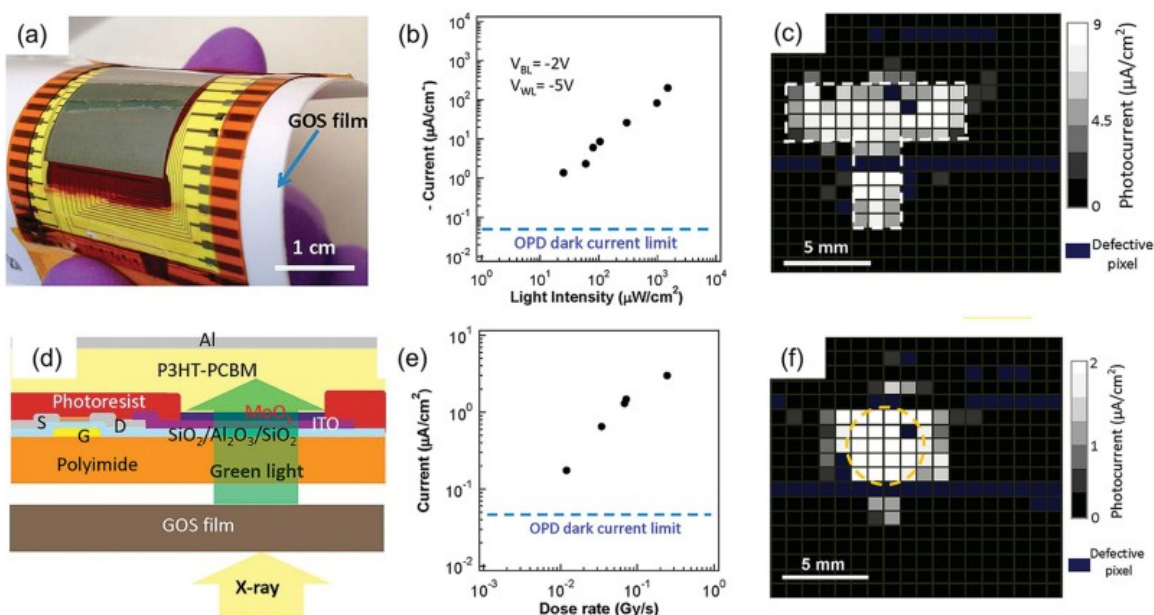 (a)
GOS film
1 cm
(b)
V_BL= -2V
V_WL= -5V
OPD dark current limit
- Current (μA/cm²)
10⁴
10³
10²
10¹
10⁰
10⁻¹
10⁻²
10⁰ 10¹ 10² 10³ 10⁴
Light Intensity (μW/cm²)
(c)
5 mm
9
4.5
0
Photocurrent (μA/cm²)
Defective
pixel
(d)
Al
P3HT-PCBM
Photoresist
MoO
S
G
D
ITO
SiO₂/Al₂O₃/SiO₂
Polyimide
Green light
GOS film
X-ray
(e)
OPD dark current limit
Current (μA/cm²)
10¹
10⁰
10⁻¹
10⁻²
10⁻³ 10⁻² 10⁻¹ 10⁰
Dose rate (Gy/s)
(f)
5 mm
2
1
0
Photocurrent (μA/cm²)
Defective
pixel